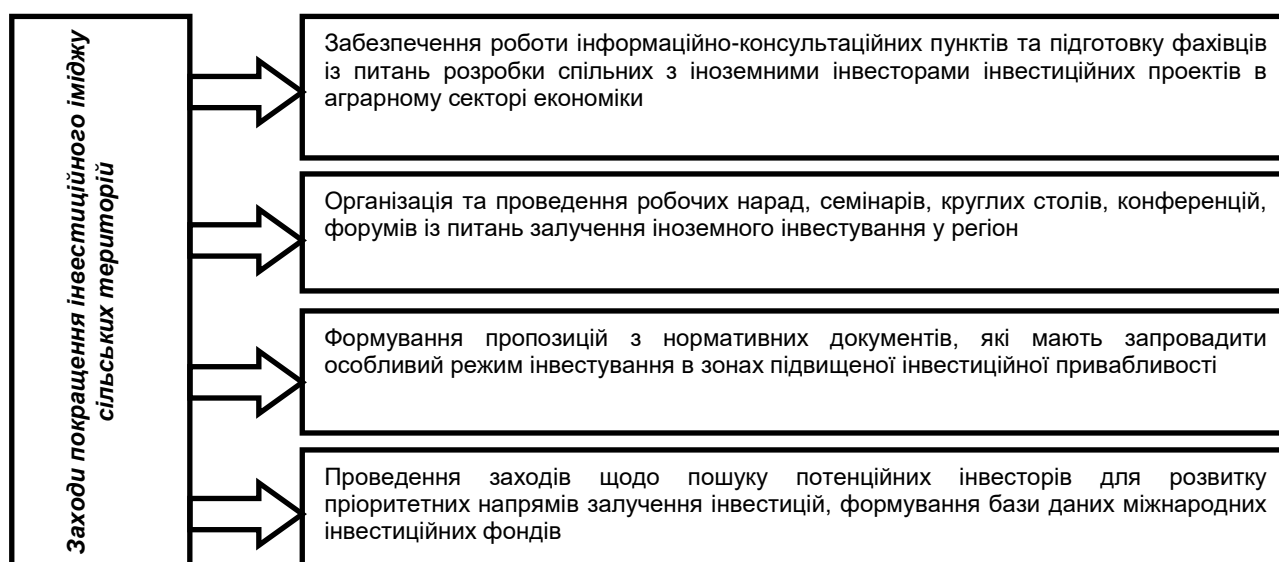 Заходи покращення інвестиційного іміджу
сільських територій
Забезпечення роботи інформаційно-консультаційних пунктів та підготовку фахівців
із питань розробки спільних з іноземними інвесторами інвестиційних проектів в
аграрному секторі економіки
Організація та проведення робочих нарад, семінарів, круглих столів, конференцій,
форумів із питань залучення іноземного інвестування у регіон
Формування пропозицій з нормативних документів, які мають запровадити
особливий режим інвестування в зонах підвищеної інвестиційної привабливості
Проведення заходів щодо пошуку потенційних інвесторів для розвитку
пріоритетних напрямів залучення інвестицій, формування бази даних міжнародних
інвестиційних фондів